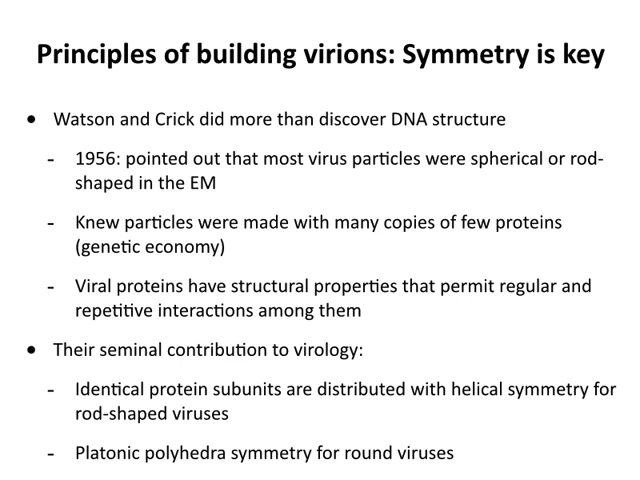 Principles of building virions: Symmetry is key
• Watson and Crick did more than discover DNA structure
- 1956: pointed out that most virus particles were spherical or rod-
shaped in the EM
- Knew particles were made with many copies of few proteins
(genetic economy)
- Viral proteins have structural properties that permit regular and
repetitive interactions among them
• Their seminal contribution to virology:
- Identical protein subunits are distributed with helical symmetry for
rod-shaped viruses
- Platonic polyhedra symmetry for round viruses